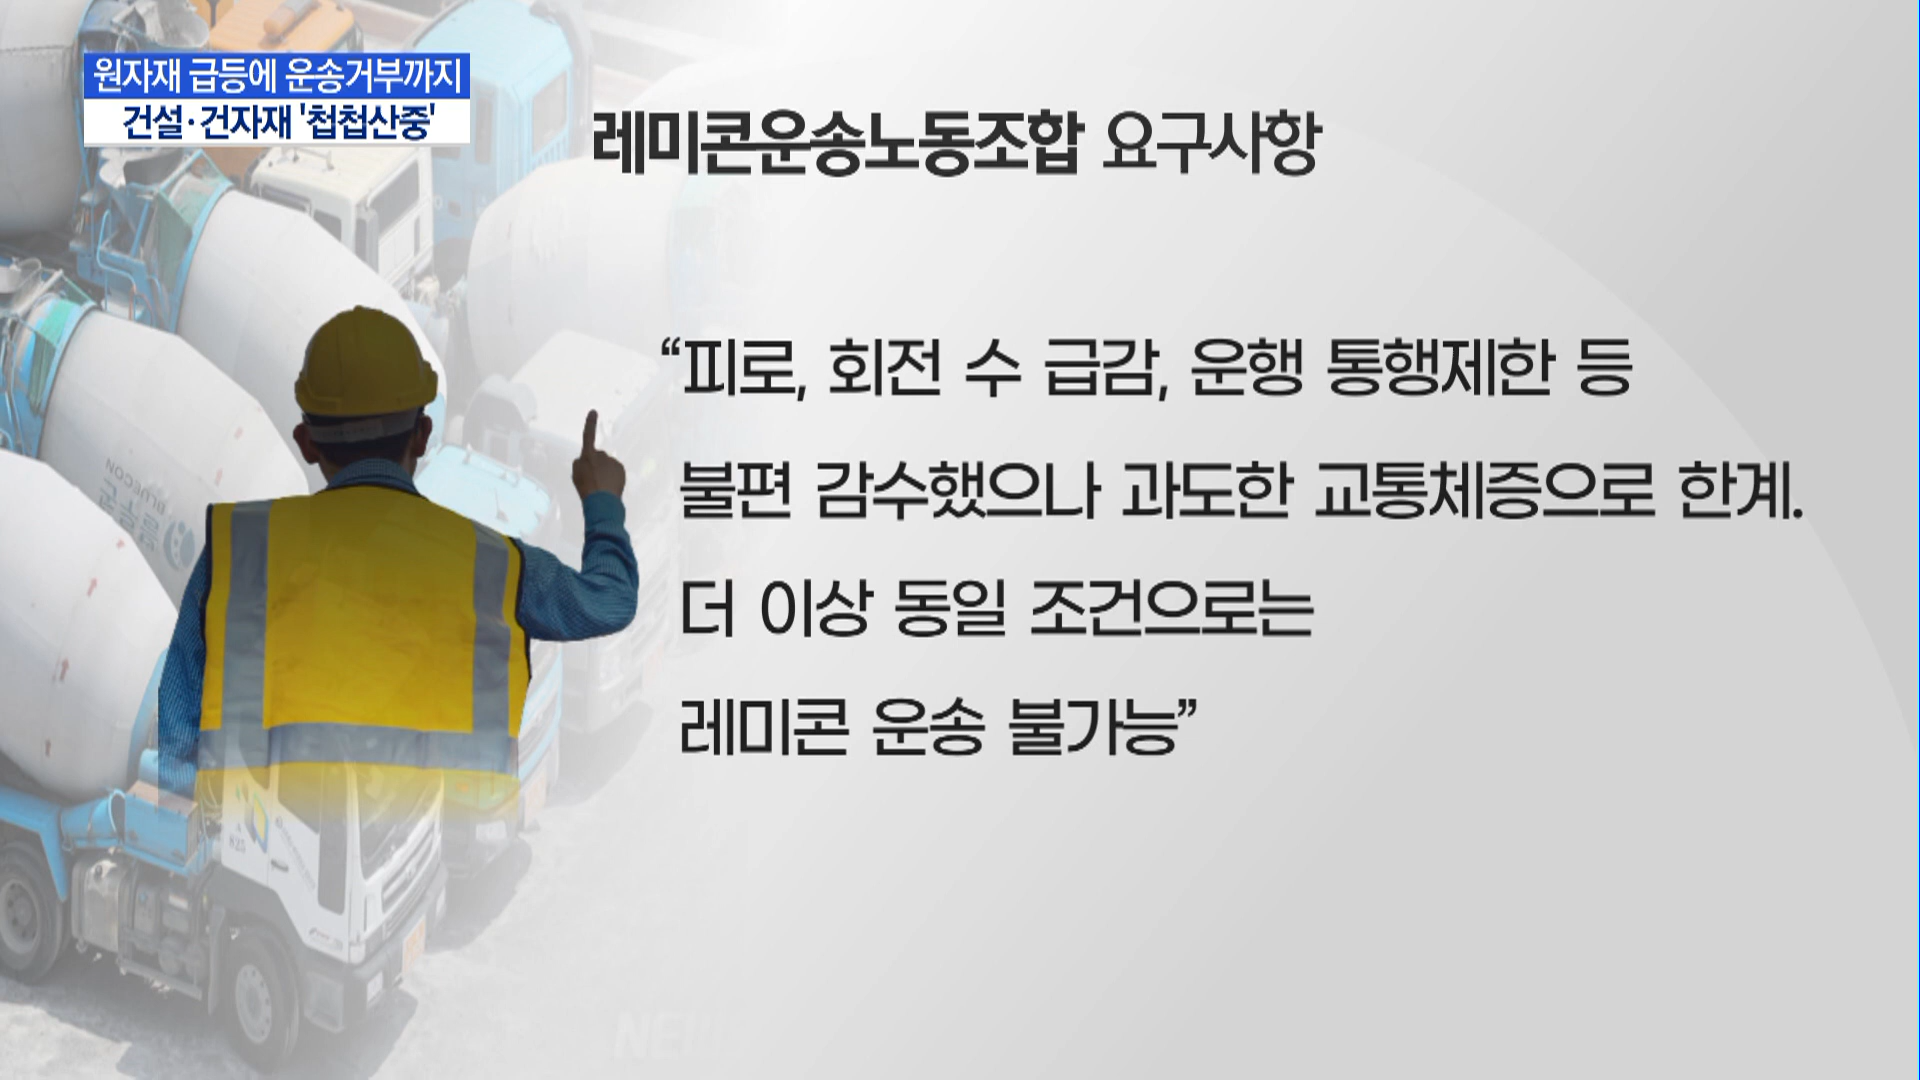 원자재 급등에 운송거부까지
건설·건자재 '첩첩산중'
레미콘운송노동조합 요구사항
“피로, 회전 수 급감, 운행 통행제한 등
불편 감수했으나 과도한 교통체증으로 한계.
더 이상 동일 조건으로는
레미콘 운송 불가능”
BLUECON
825